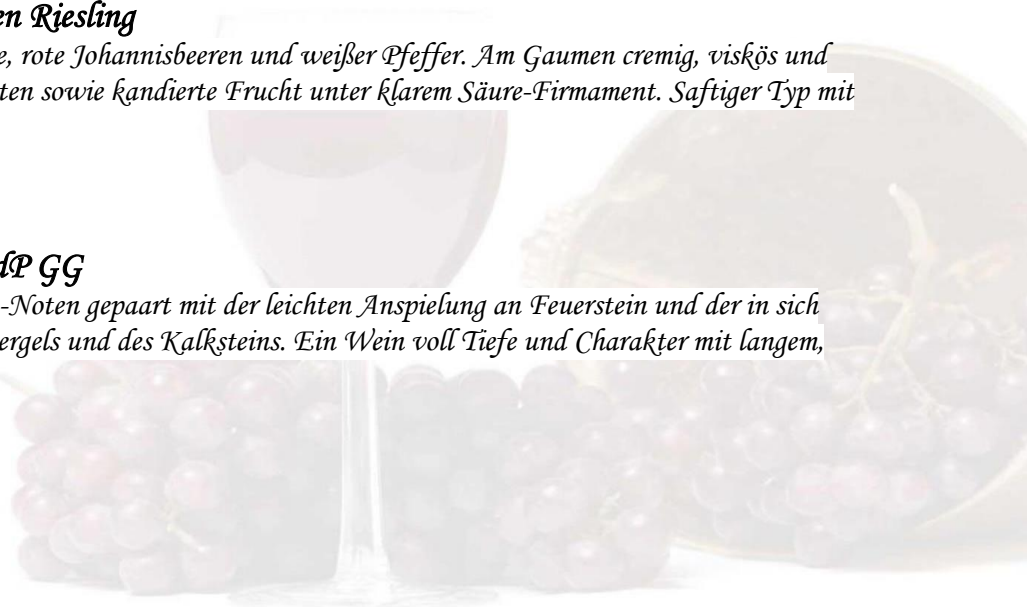 en Riesling
e, rote Johannisbeeren und weißer Pfeffer. Am Gaumen cremig, viskös und
ten sowie kandierte Frucht unter klarem Säure-Firmament. Saftiger Typ mit
dP GG
-Noten gepaart mit der leichten Anspielung an Feuerstein und der in sich
ergels und des Kalksteins. Ein Wein voll Tiefe und Charakter mit langem,